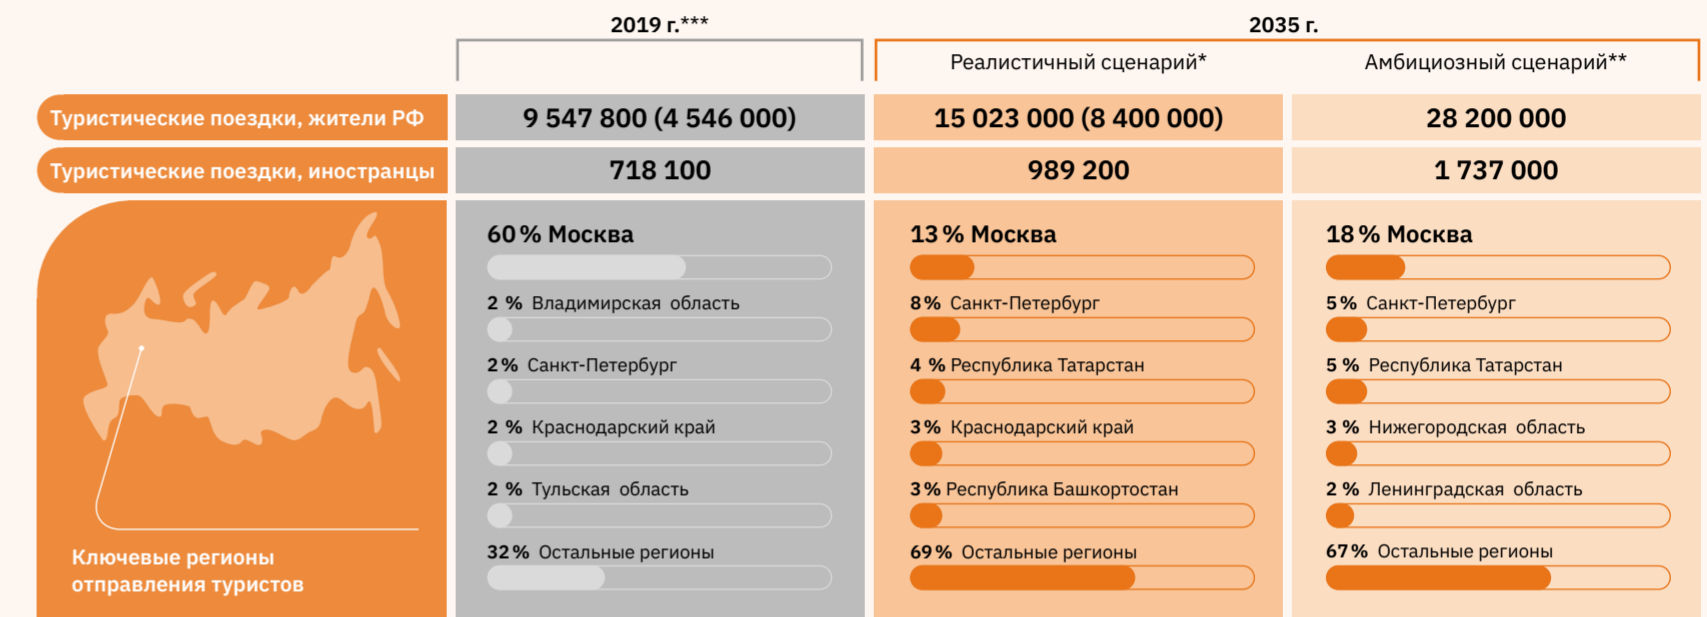 2019 г.***
2035 г.
Реалистичный сценарий*
Амбициозный сценарий**
Туристические поездки, жители РФ
9 547 800 (4 546 000)
15 023 000 (8 400 000)
28 200 000
Туристические поездки, иностранцы
718 100
989 200
1 737 000
Ключевые регионы
отправления туристов
60 % Москва
2 % Владимирская область
2 % Санкт-Петербург
2 % Краснодарский край
2 % Тульская область
32 % Остальные регионы
13 % Москва
8 % Санкт-Петербург
4 % Республика Татарстан
3 % Краснодарский край
3 % Республика Башкортостан
69 % Остальные регионы
18 % Москва
5 % Санкт-Петербург
5 % Республика Татарстан
3 % Нижегородская область
2 % Ленинградская область
67 % Остальные регионы